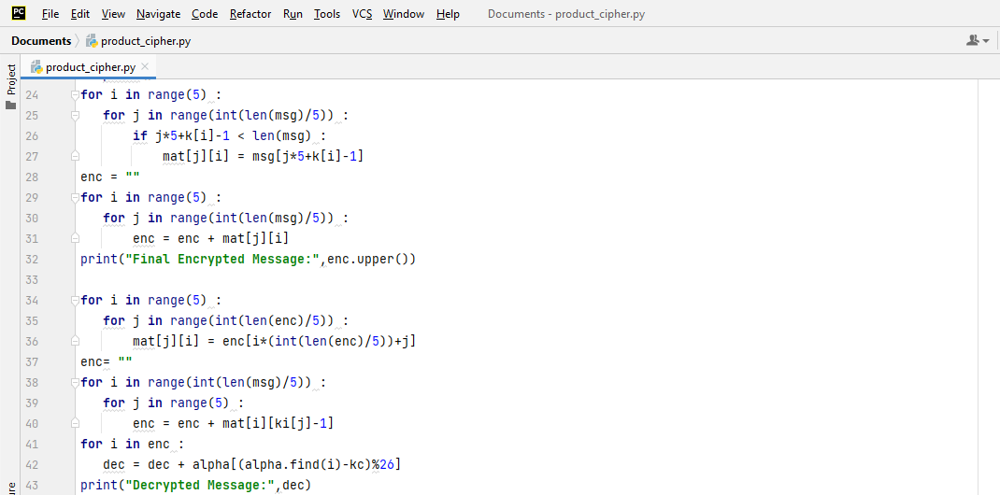 PC File Edit View Navigate Code Refactor Run Tools VCS Window Help Documents - product_cipher.py
Documents product_cipher.py
product_cipher.py
Project
24 for i in range(5) :
25 for j in range(int(len(msg)/5)) :
26 if j*5+k[i]-1 < len(msg) :
27 mat[j][i] = msg[j*5+k[i]-1]
28 enc = ""
29 for i in range(5) :
30 for j in range(int(len(msg)/5)) :
31 enc = enc + mat[j][i]
32 print("Final Encrypted Message:",enc.upper())
33
34 for i in range(5) :
35 for j in range(int(len(enc)/5)) :
36 mat[j][i] = enc[i*(int(len(enc)/5))+j]
37 enc= ""
38 for i in range(int(len(msg)/5)) :
39 for j in range(5) :
40 enc = enc + mat[i][ki[j]-1]
41 for i in enc :
42 dec = dec + alpha[(alpha.find(i)-kc)%26]
43 print("Decrypted Message:",dec)